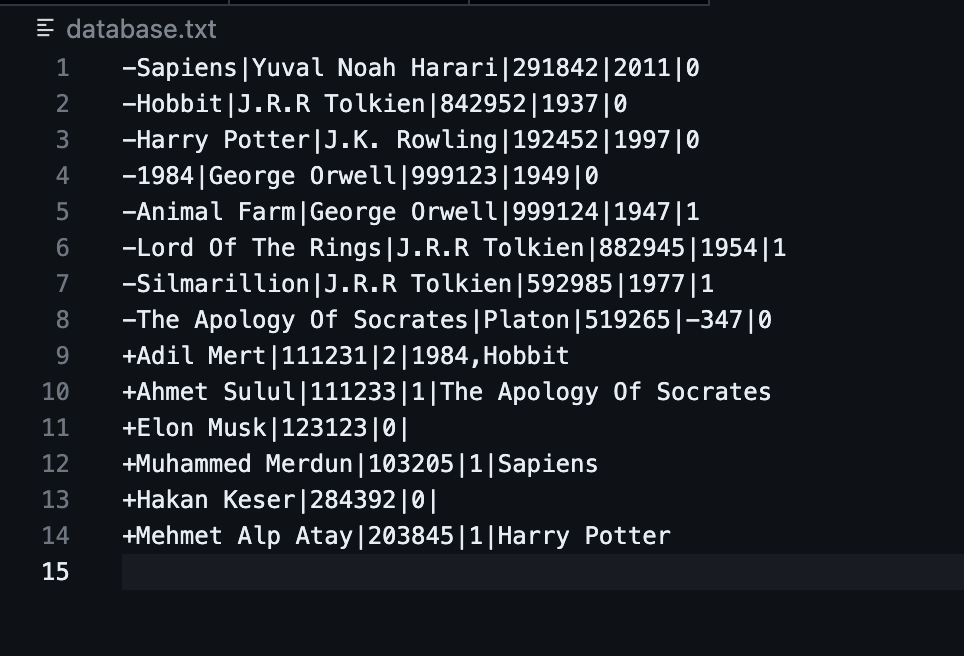 database.txt
1 -Sapiens|Yuval Noah Harari|291842|2011|0
2 -Hobbit|J.R.R Tolkien|842952|1937|0
3 -Harry Potter|J.K. Rowling|192452|1997|0
4 -1984|George Orwell|999123|1949|0
5 -Animal Farm|George Orwell|999124|1947|1
6 -Lord Of The Rings|J.R.R Tolkien|882945|1954|1
7 -Silmarillion|J.R.R Tolkien|592985|1977|1
8 -The Apology Of Socrates|Platon|519265|-347|0
9 +Adil Mert|111231|2|1984,Hobbit
10 +Ahmet Sulul|111233|1|The Apology Of Socrates
11 +Elon Musk|123123|0|
12 +Muhammed Merdun|103205|1|Sapiens
13 +Hakan Keser|284392|0|
14 +Mehmet Alp Atay|203845|1|Harry Potter
15